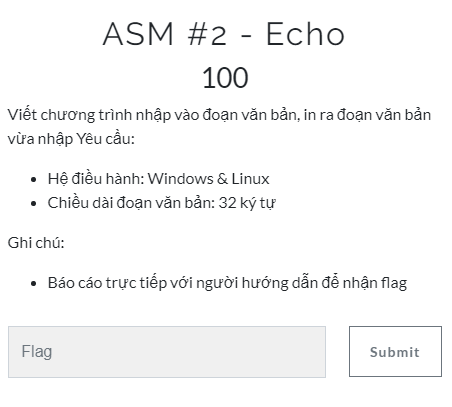 ASM #2 - Echo
100
Viết chương trình nhập vào đoạn văn bản, in ra đoạn văn bản
vừa nhập Yêu cầu:
• Hệ điều hành: Windows & Linux
• Chiều dài đoạn văn bản: 32 ký tự
Ghi chú:
• Báo cáo trực tiếp với người hướng dẫn để nhận flag
Flag
Submit